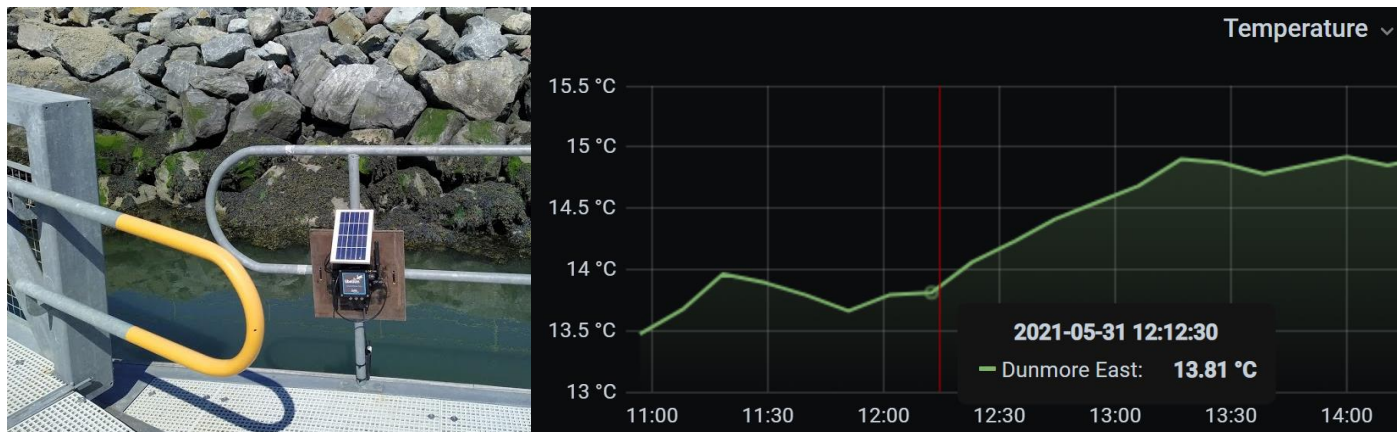 Temperature
15.5 °C
15 °C
14.5 °C
14 °C
13.5 °C
13 °C
2021-05-31 12:12:30
Dunmore East: 13.81 °C
11:00 11:30 12:00 12:30 13:00 13:30 14:00